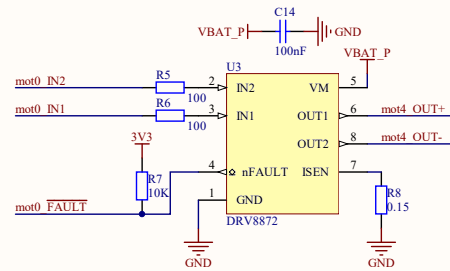 C14
VBAT_P
GND
100nF
VBAT_P
U3
mot0_IN2
R5
100
2
IN2
VM
5
mot0_IN1
R6
100
3
IN1
OUT1
6
mot4_OUT+
OUT2
8
mot4_OUT-
3V3
4
nFAULT
ISEN
7
R7
10K
1
GND
R8
0.15
mot0_FAULT
DRV8872
GND
GND